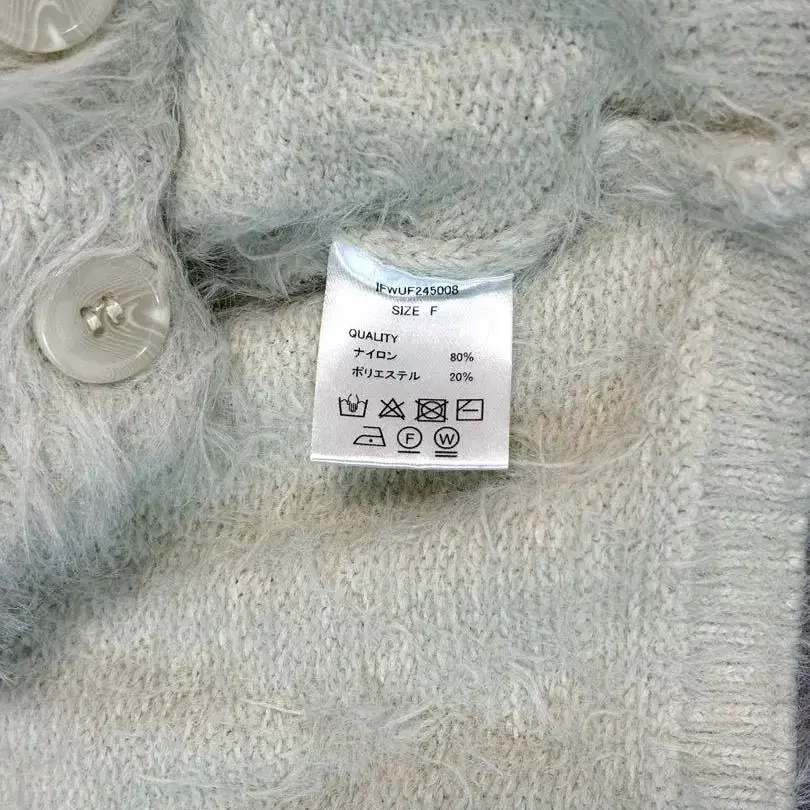 IFWUF245008
SIZE F
QUALITY
ナイロン 80%
ポリエステル 20%
F W